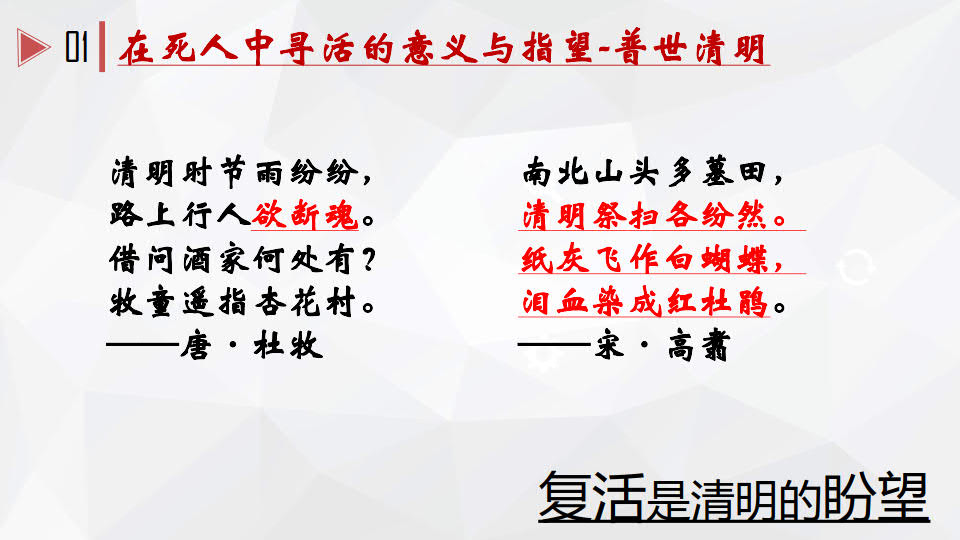 01 在死人中寻活的意义与指望-普世清明
清明时节雨纷纷，
路上行人欲断魂。
借问酒家何处有？
牧童遥指杏花村。
——唐·杜牧
南北山头多墓田，
清明祭扫各纷然。
纸灰飞作白蝴蝶，
泪血染成红杜鹃。
——宋·高翥
复活是清明的盼望